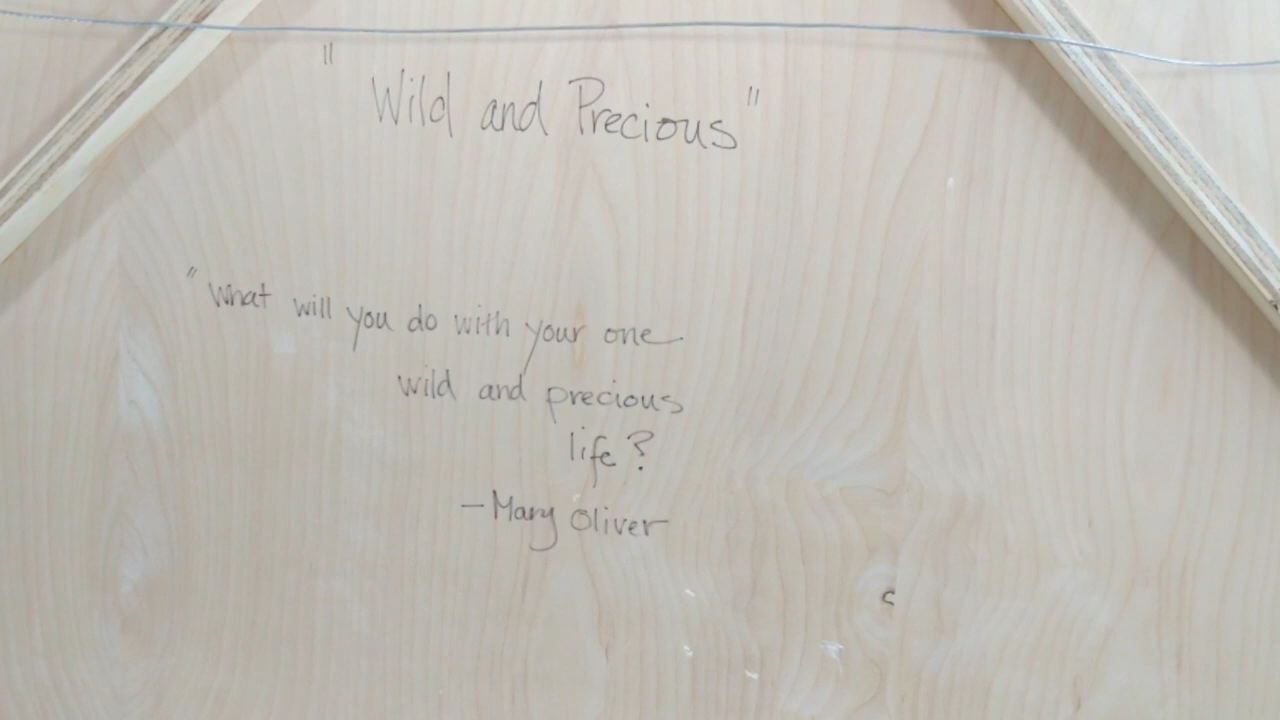 "Wild and Precious"
"What will you do with your one
wild and precious
life?
-Mary Oliver